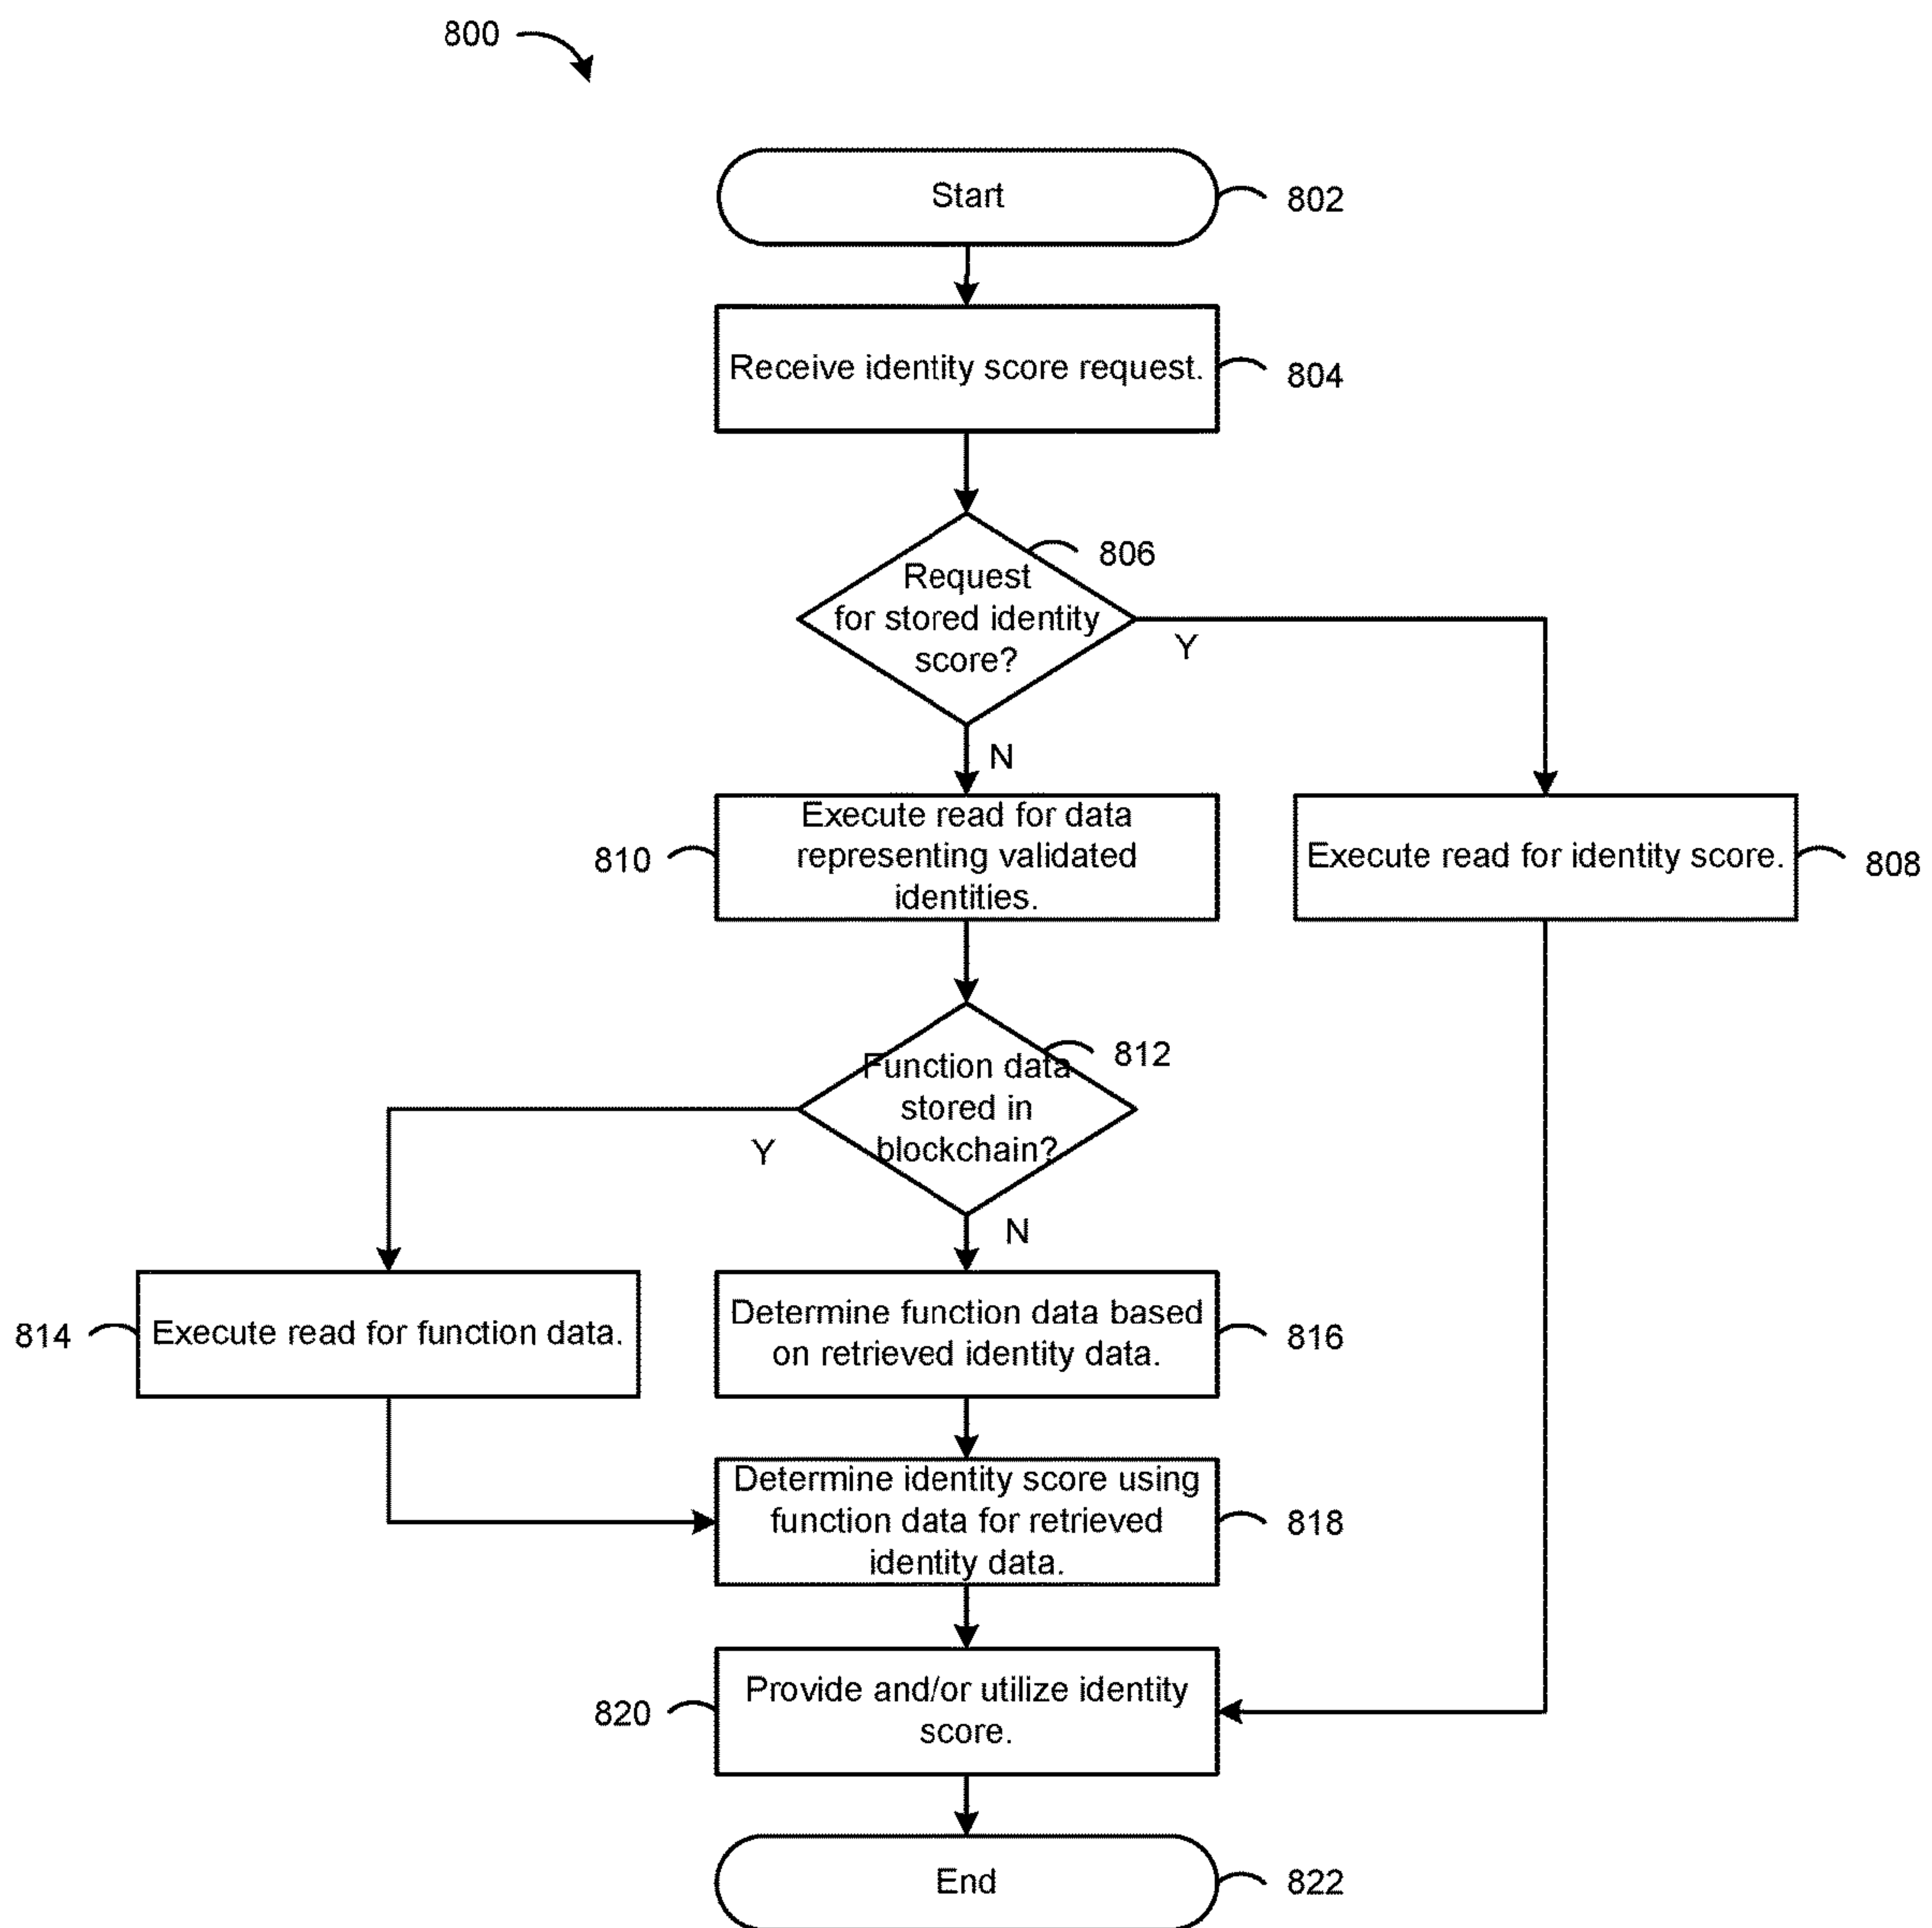 800
Start
802
Receive identity score request.
804
806
Request
for stored identity
score?
Y
N
810
Execute read for data
representing validated
identities.
Execute read for identity score.
808
812
Function data
stored in
blockchain?
Y
N
814
Execute read for function data.
Determine function data based
on retrieved identity data.
816
Determine identity score using
function data for retrieved
identity data.
818
820
Provide and/or utilize identity
score.
End
822